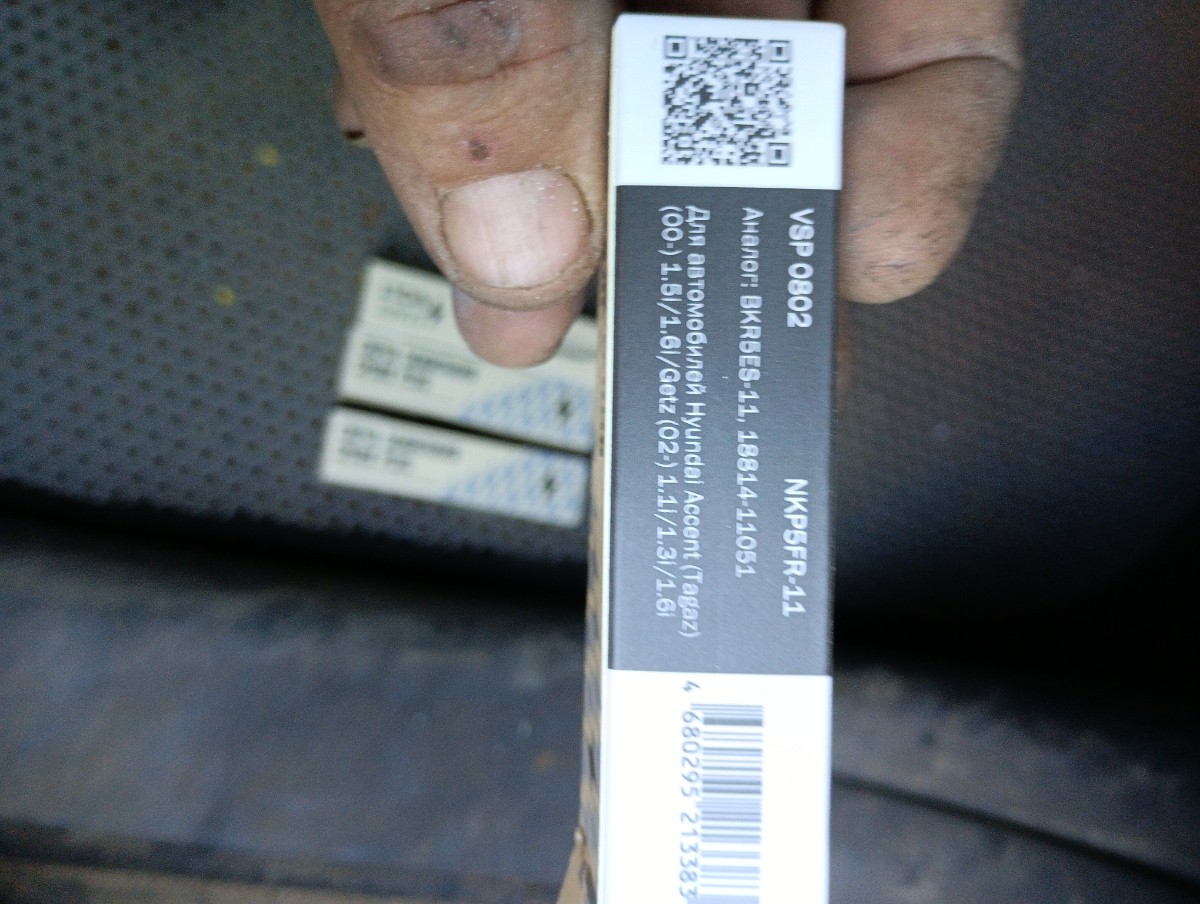 VSP 0802 NKP5FR-11
Аналог: BKR5ES-11, 18814-11051
Для автомобилей Hyundai Accent (Tagaz)
(00-) 1.5i/1.6i/Getz (02-) 1.1i/1.3i/1.6i
4 680295 213383